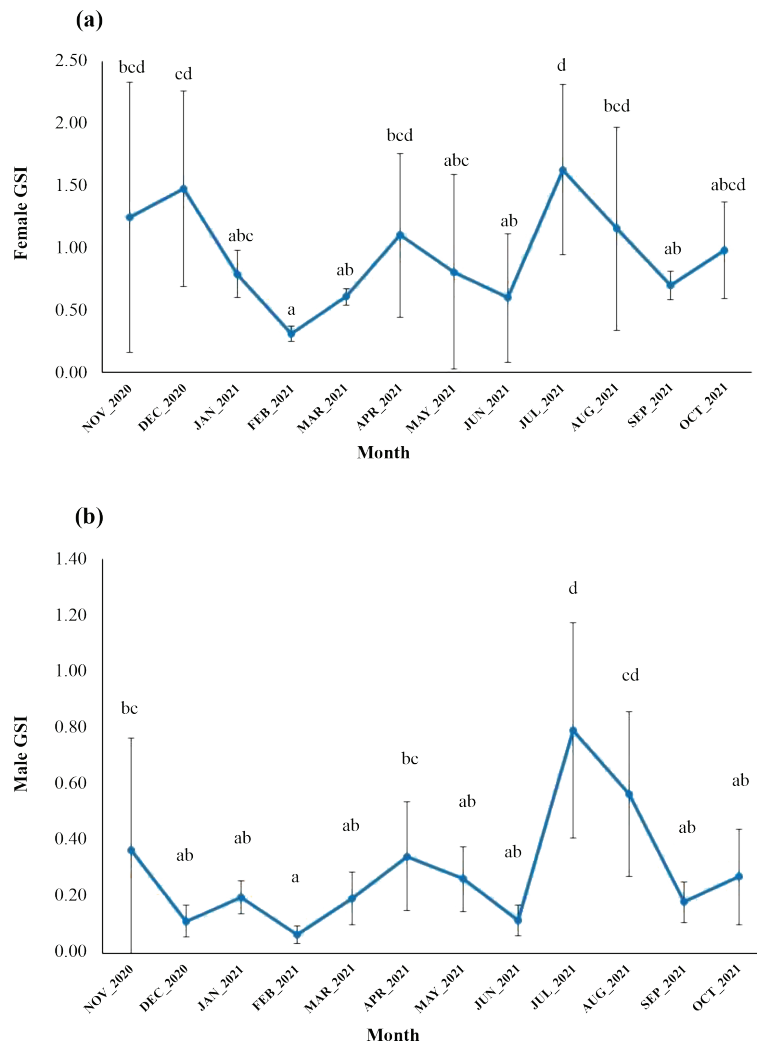 (a)
2.50
2.00
1.50
1.00
0.50
0.00
Female GSI
bcd
cd
abc
a
ab
bcd
abc
ab
d
bcd
ab
abcd
NOV_2020
DEC_2020
JAN_2021
FEB_2021
MAR_2021
APR_2021
MAY_2021
JUN_2021
JUL_2021
AUG_2021
SEP_2021
OCT_2021
Month
(b)
1.40
1.20
1.00
0.80
0.60
0.40
0.20
0.00
Male GSI
bc
ab
ab
a
ab
bc
ab
ab
d
cd
ab
ab
NOV_2020
DEC_2020
JAN_2021
FEB_2021
MAR_2021
APR_2021
MAY_2021
JUN_2021
JUL_2021
AUG_2021
SEP_2021
OCT_2021
Month